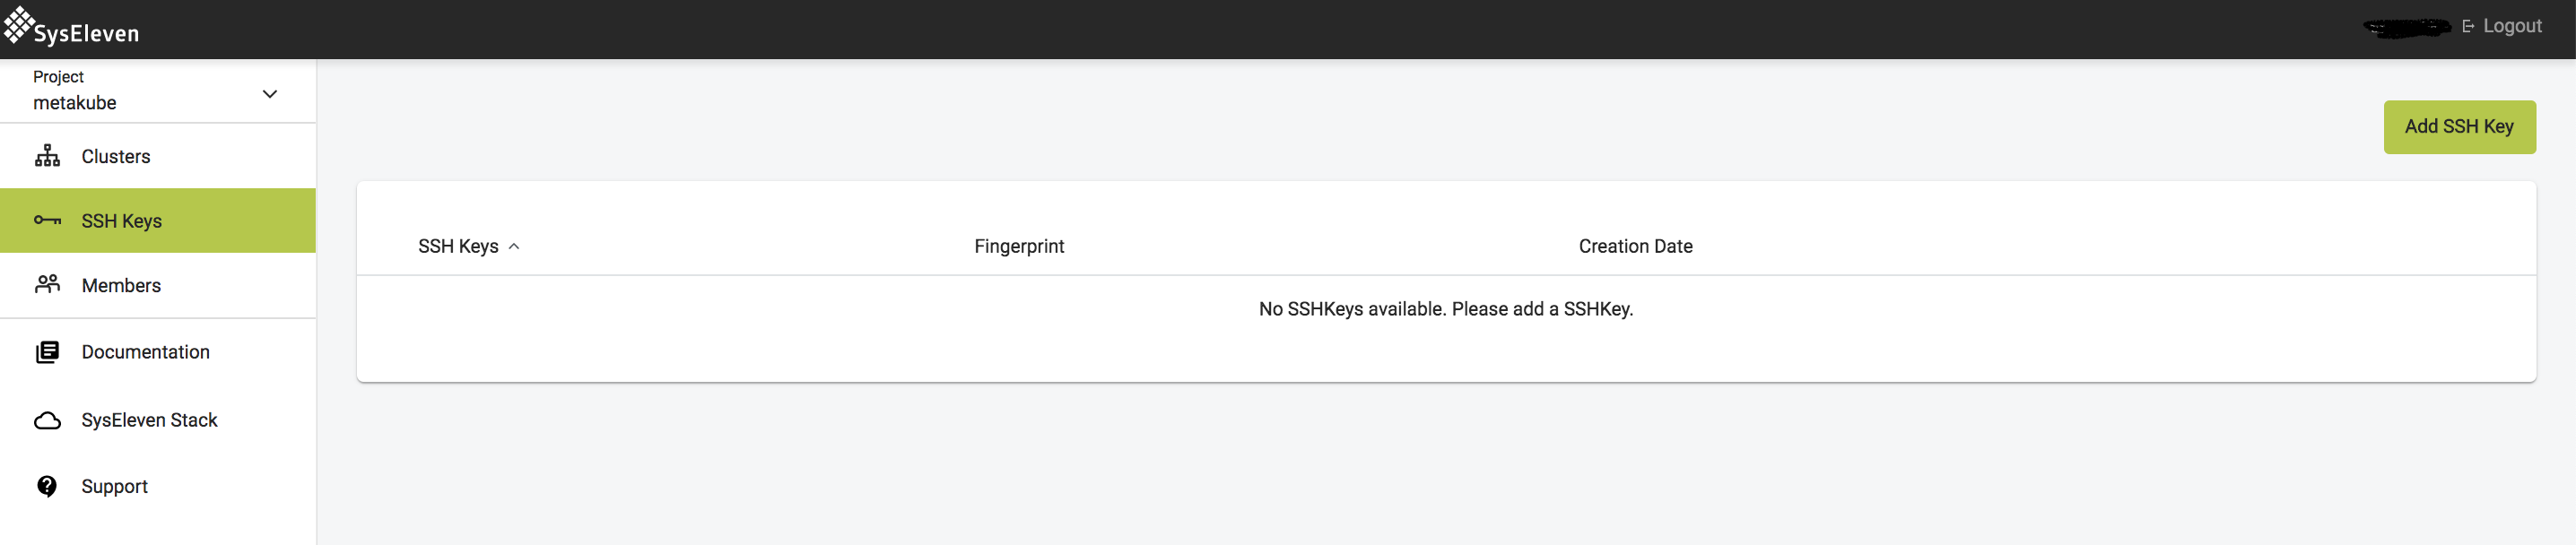 SysEleven
Logout
Project
metakube
Clusters
SSH Keys
Members
Documentation
SysEleven Stack
Support
Add SSH Key
SSH Keys Fingerprint Creation Date
No SSHKeys available. Please add a SSHKey.